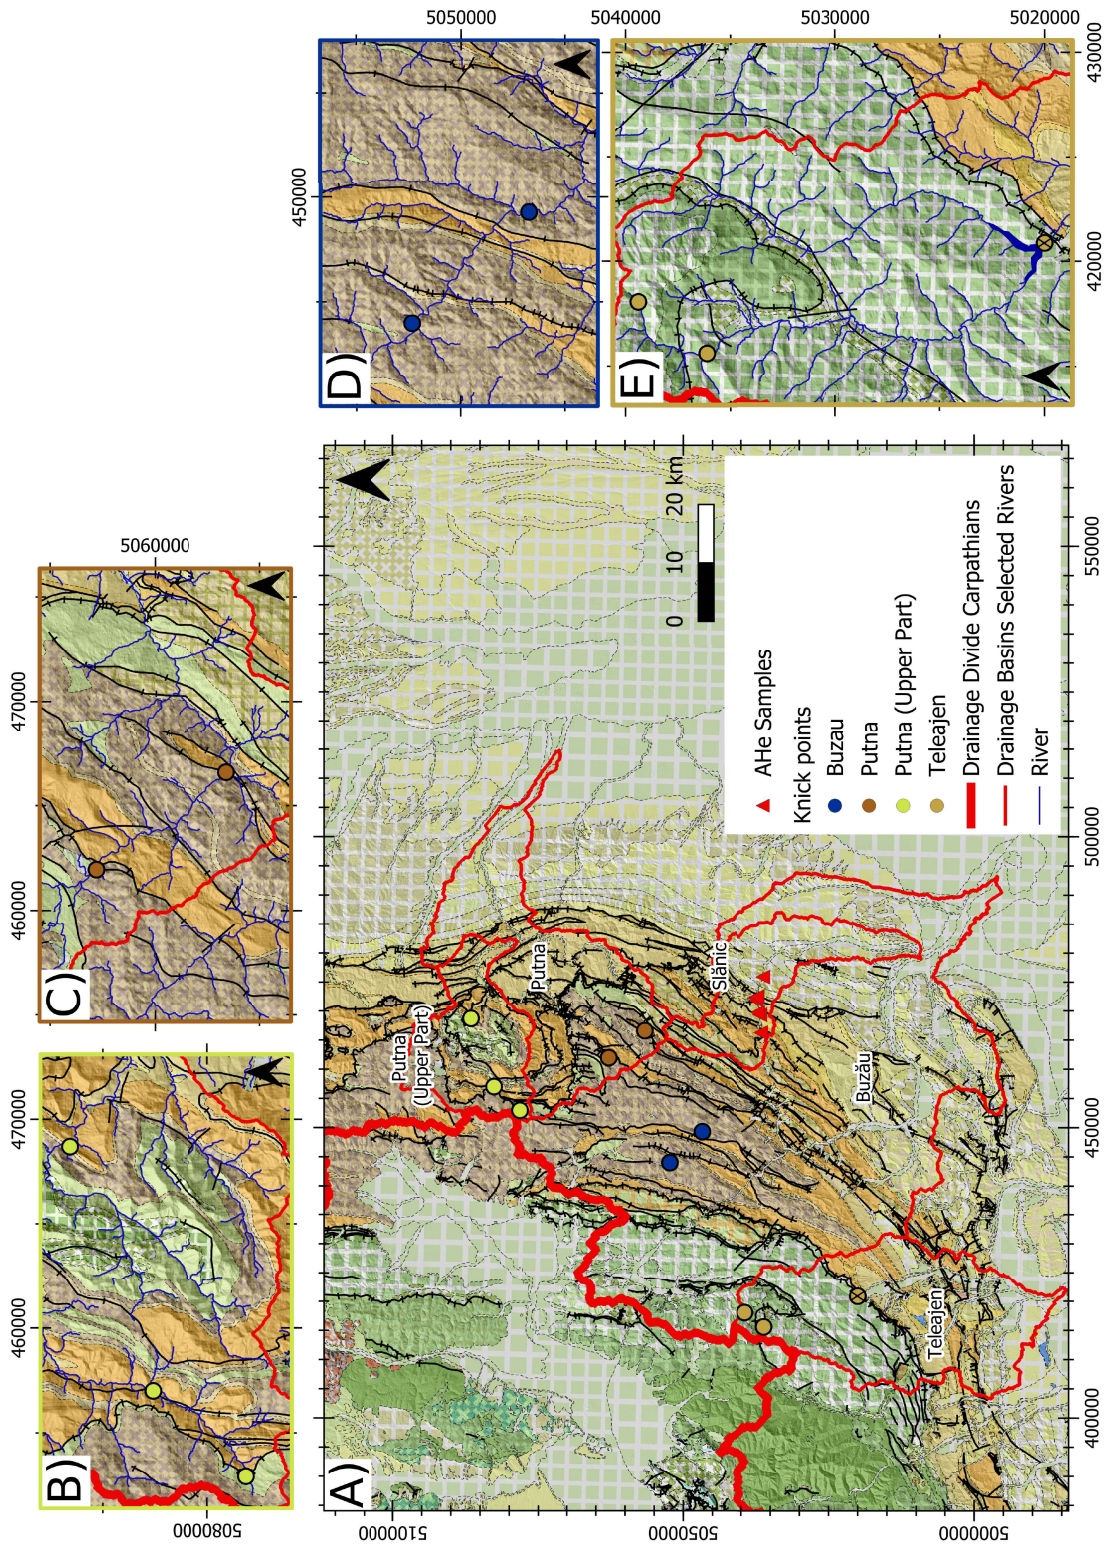 B)
460000
470000
5080000
C)
460000
470000
5060000
D)
450000
5050000
E)
420000
430000
5040000
5030000
5020000
A)
Putna
(Upper Part)
Putna
Slănic
Buzău
Teleajen
400000
450000
500000
550000
5100000
5050000
5000000
0 10 20 km
AHe Samples
Knick points
Buzau
Putna
Putna (Upper Part)
Teleajen
Drainage Divide Carpathians
Drainage Basins Selected Rivers
River